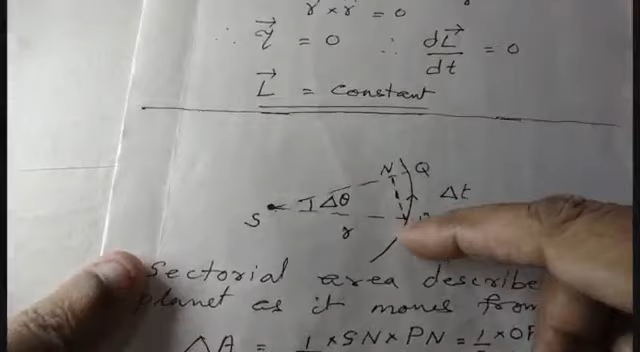 r × r = 0
∴ τ⃗ = 0 ∴ dL⃗/dt = 0
L⃗ = Constant
N Q
Δθ Δt
S
r
Sectorial area describe
planet as it moves from
ΔA = 1 × SN × PN = 1 × OP